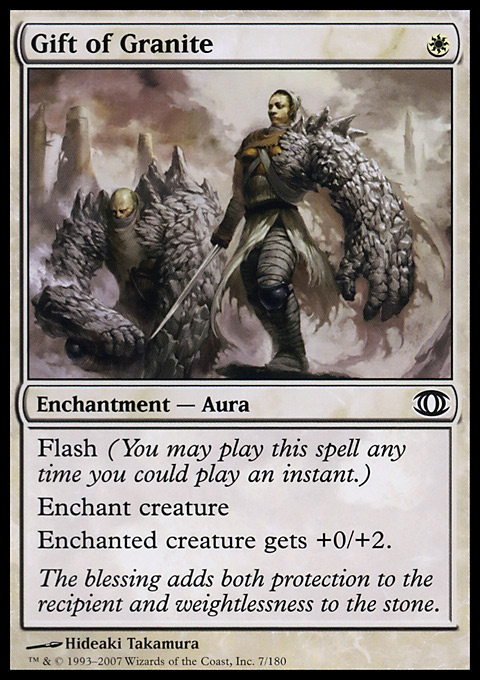 Gift of Granite
Enchantment — Aura
Flash (You may play this spell any
time you could play an instant.)
Enchant creature
Enchanted creature gets +0/+2.
The blessing adds both protection to the
recipient and weightlessness to the stone.
Hideaki Takamura
™ & © 1993–2007 Wizards of the Coast, Inc. 7/180